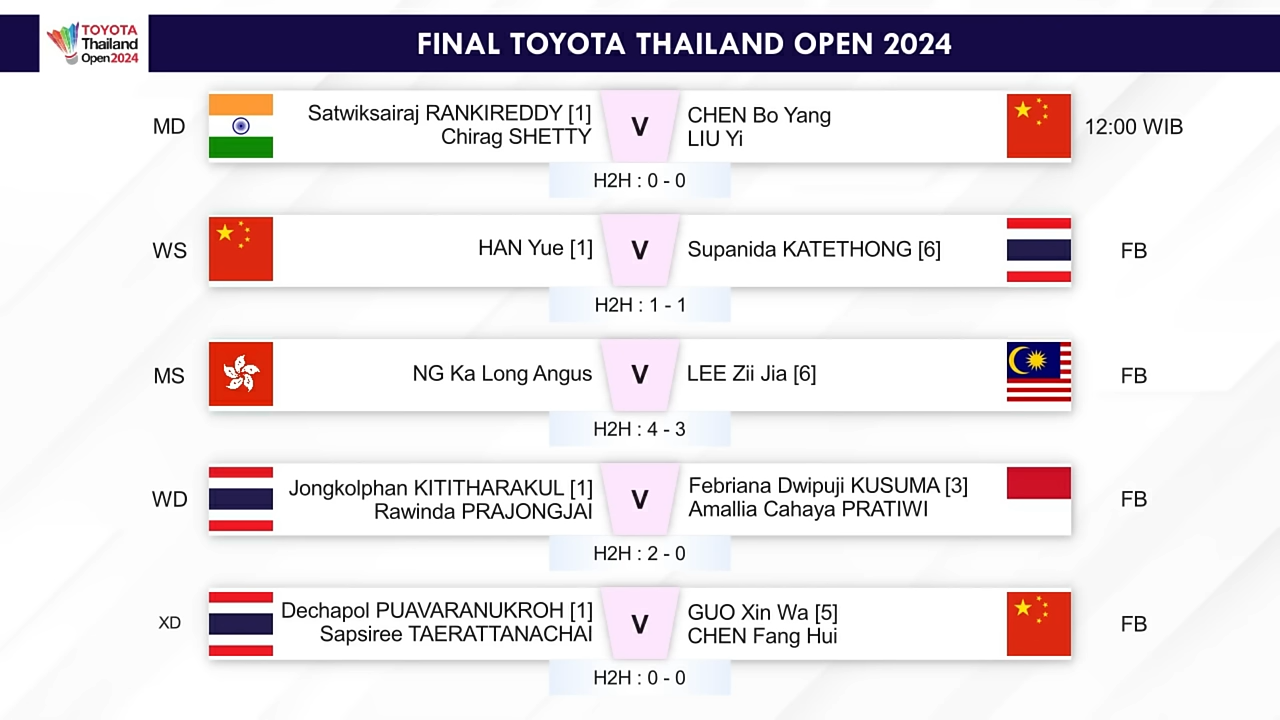 TOYOTA
Thailand
Open2024
FINAL TOYOTA THAILAND OPEN 2024
MD
Satwiksairaj RANKIREDDY [1]
Chirag SHETTY
V
CHEN Bo Yang
LIU Yi
12:00 WIB
H2H : 0 - 0
WS
HAN Yue [1]
V
Supanida KATETHONG [6]
FB
H2H : 1 - 1
MS
NG Ka Long Angus
V
LEE Zii Jia [6]
FB
H2H : 4 - 3
WD
Jongkolphan KITITHARAKUL [1]
Rawinda PRAJONGJAI
V
Febriana Dwipuji KUSUMA [3]
Amallia Cahaya PRATIWI
FB
H2H : 2 - 0
XD
Dechapol PUAVARANUKROH [1]
Sapsiree TAERATTANACHAI
V
GUO Xin Wa [5]
CHEN Fang Hui
FB
H2H : 0 - 0